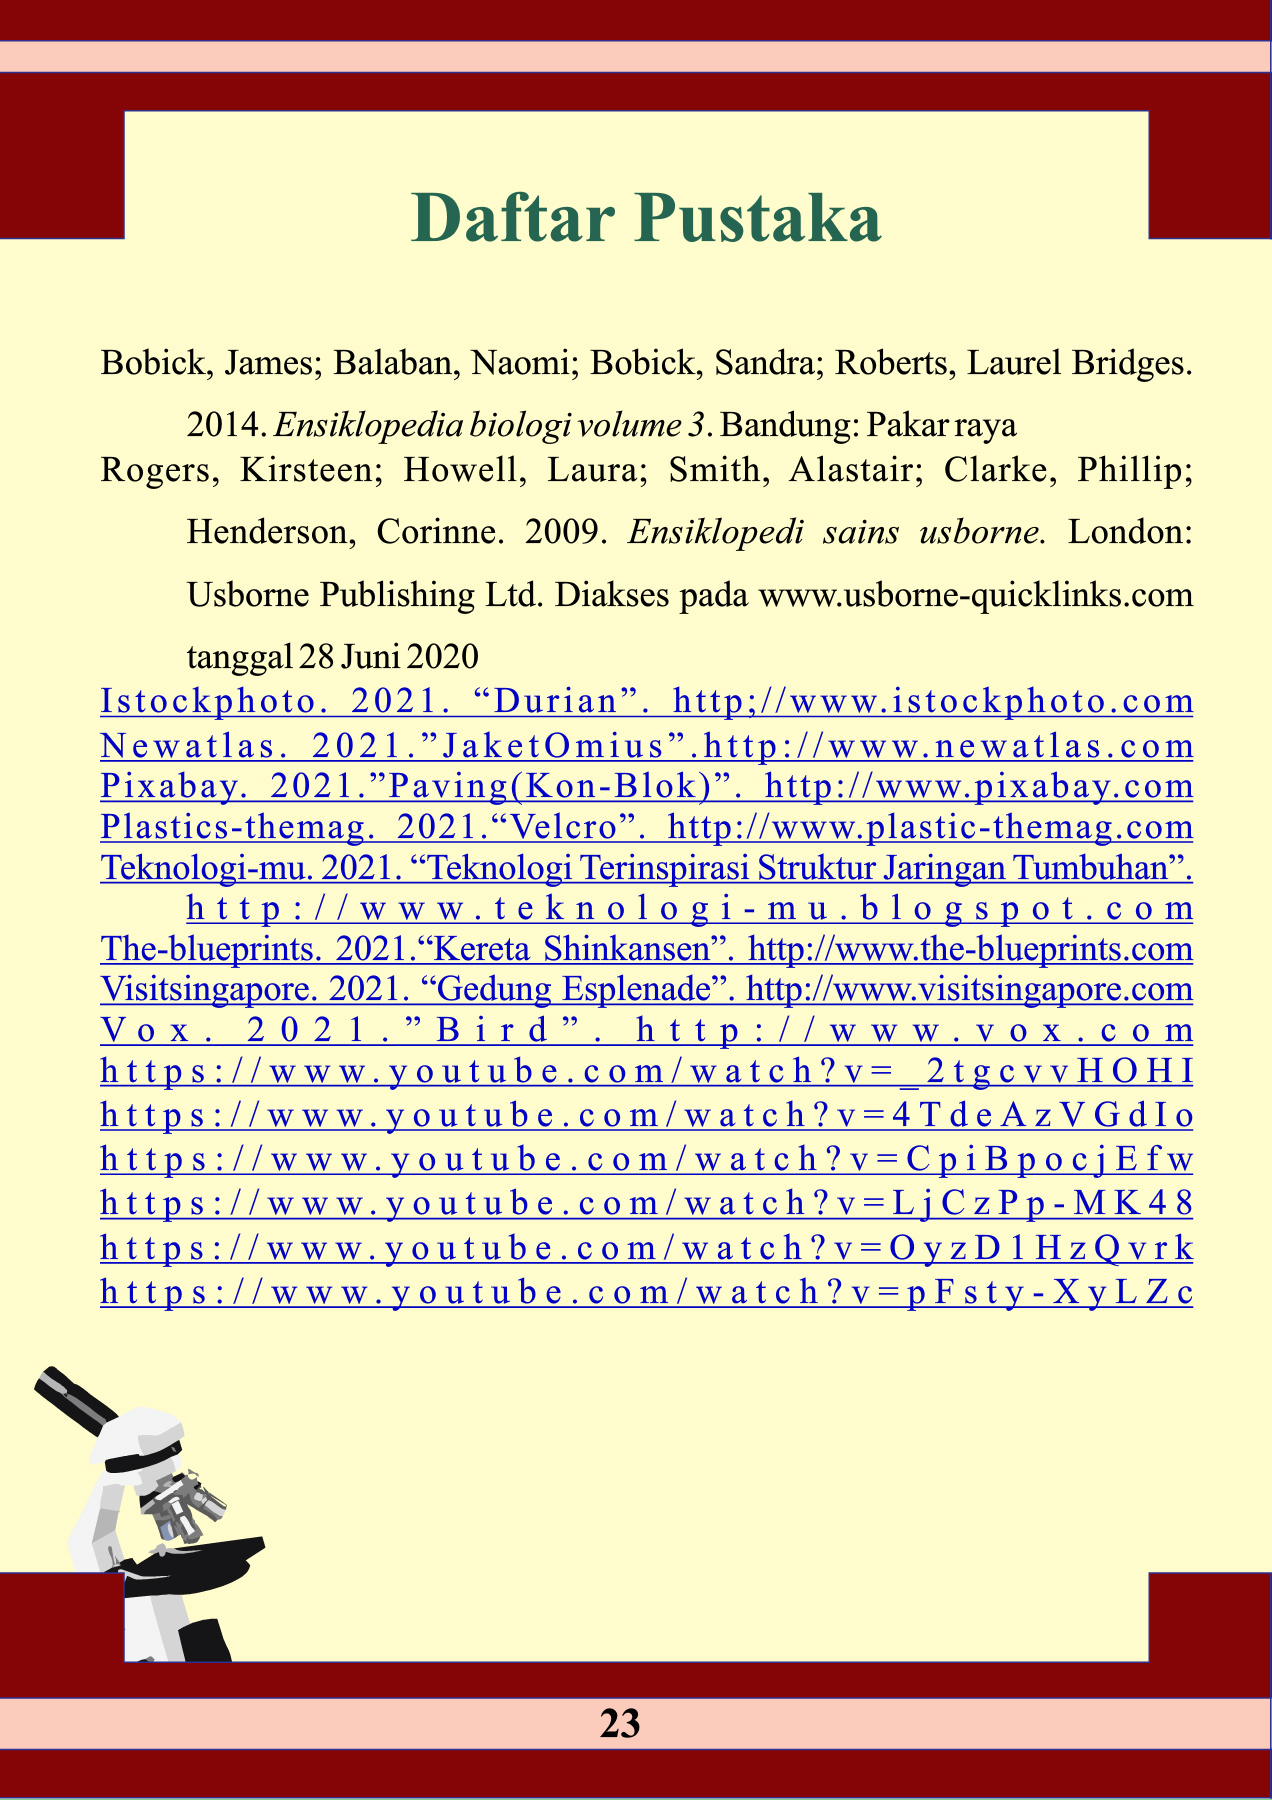 Daftar Pustaka
Bobick, James; Balaban, Naomi; Bobick, Sandra; Roberts, Laurel Bridges.
2014. Ensiklopedia biologi volume 3. Bandung: Pakar raya
Rogers, Kirsteen; Howell, Laura; Smith, Alastair; Clarke, Phillip;
Henderson, Corinne. 2009. Ensiklopedi sains usborne. London:
Usborne Publishing Ltd. Diakses pada www.usborne-quicklinks.com
tanggal 28 Juni 2020
Istockphoto. 2021. “Durian”. http;//www.istockphoto.com
Newatlas. 2021.”JaketOmius”.http://www.newatlas.com
Pixabay. 2021.”Paving(Kon-Blok)”. http://www.pixabay.com
Plastics-themag. 2021.“Velcro”. http://www.plastic-themag.com
Teknologi-mu. 2021. “Teknologi Terinspirasi Struktur Jaringan Tumbuhan”.
http://www.teknologi-mu.blogspot.com
The-blueprints. 2021.“Kereta Shinkansen”. http://www.the-blueprints.com
Visitsingapore. 2021. “Gedung Esplenade”. http://www.visitsingapore.com
Vox. 2021.”Bird”. http://www.vox.com
https://www.youtube.com/watch?v=_2tgcvvHOHI
https://www.youtube.com/watch?v=4TdeAzVGdIo
https://www.youtube.com/watch?v=CpiBpocjEfw
https://www.youtube.com/watch?v=LjCzPp-MK48
https://www.youtube.com/watch?v=OyzD1HzQvrk
https://www.youtube.com/watch?v=pFsty-XyLZc
23